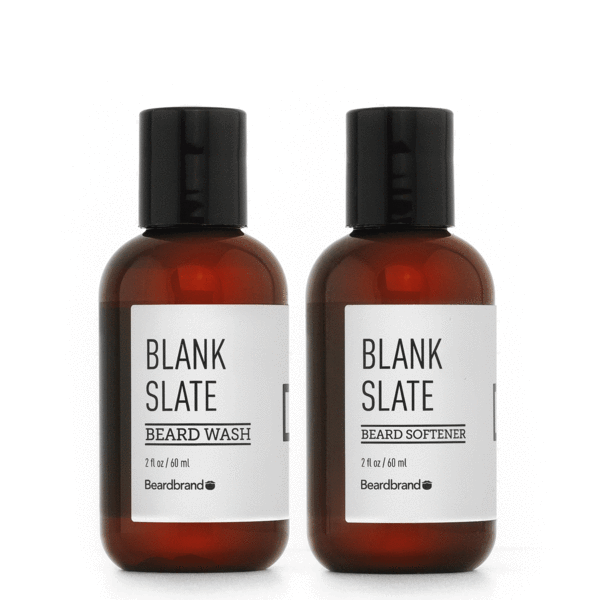 BLANK
SLATE
BEARD WASH
2 fl oz / 60 ml
Beardbrand
BLANK
SLATE
BEARD SOFTENER
2 fl oz / 60 ml
Beardbrand